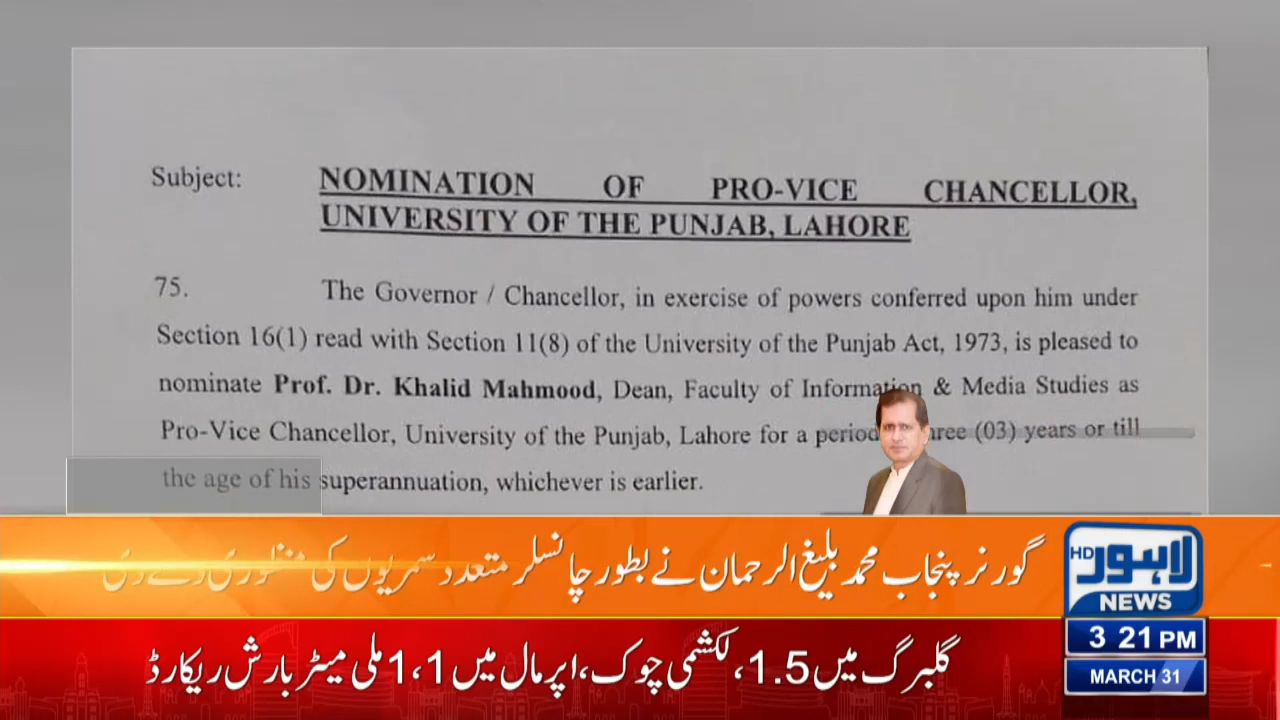 Subject: NOMINATION OF PRO-VICE CHANCELLOR,
UNIVERSITY OF THE PUNJAB, LAHORE
75. The Governor / Chancellor, in exercise of powers conferred upon him under
Section 16(1) read with Section 11(8) of the University of the Punjab Act, 1973, is pleased to
nominate Prof. Dr. Khalid Mahmood, Dean, Faculty of Information & Media Studies as
Pro-Vice Chancellor, University of the Punjab, Lahore for a period (03) years or till
the age of his superannuation, whichever is earlier.
گورنر پنجاب محمد بلیغ الرحمان نے بطور چانسلر متعدد سمریوں کی منظوری دے دی
HD لاہور
NEWS
3 21 PM
گلبرگ میں 1.5، لکشمی چوک، اپر مال میں 1،1 ملی میٹر بارش ریکارڈ
MARCH 31